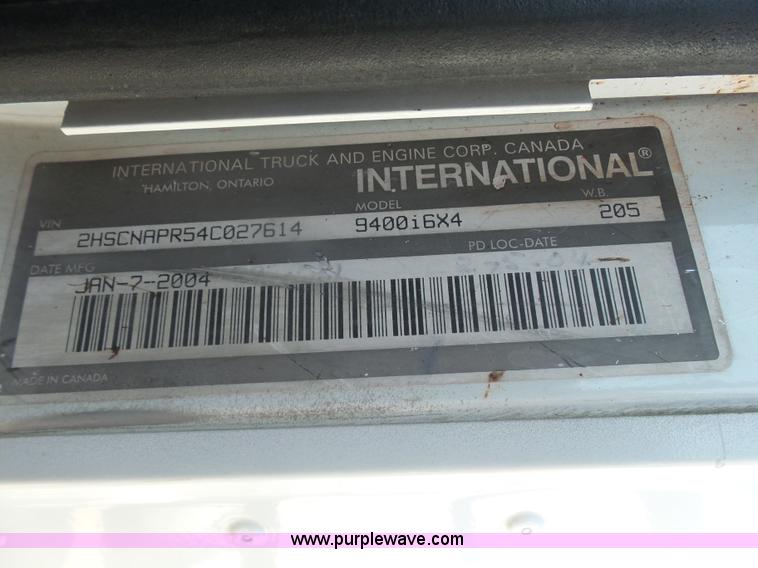 INTERNATIONAL TRUCK AND ENGINE CORP. CANADA
HAMILTON, ONTARIO
INTERNATIONAL®
VIN
MODEL
W.B.
2HSCNAPR54C027614
9400i6X4
205
DATE MFG
PD LOC-DATE
JAN-7-2004
MADE IN CANADA
www.purplewave.com